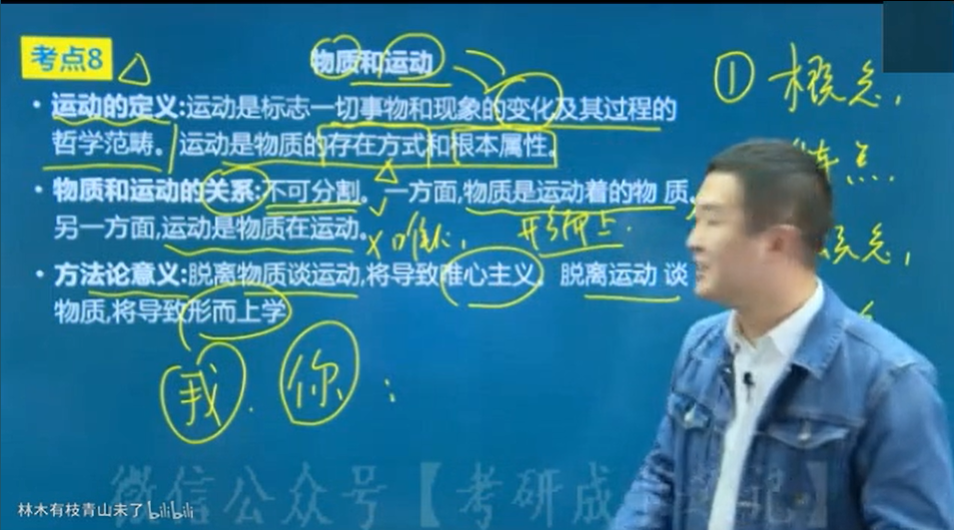 考点8
物质和运动
• 运动的定义:运动是标志一切事物和现象的变化及其过程的
哲学范畴。运动是物质的存在方式和根本属性。
• 物质和运动的关系:不可分割。一方面,物质是运动着的物 质。
另一方面,运动是物质在运动。
×唯心,
形而上.
• 方法论意义:脱离物质谈运动,将导致唯心主义。脱离运动 谈
物质,将导致形而上学
我. 你:
① 概念,
点.
念,
微信公众号【考研成 记】
林木有枝青山未了 bilibili